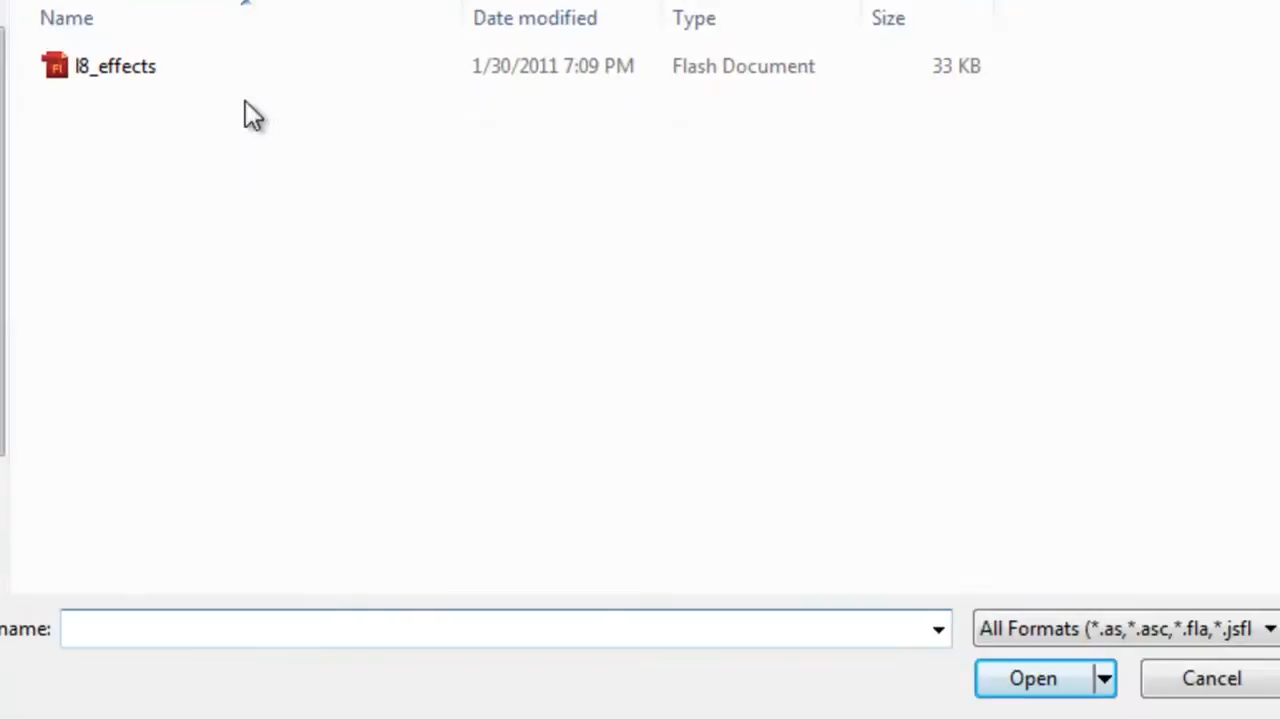 Name Date modified Type Size
Fl l8_effects 1/30/2011 7:09 PM Flash Document 33 KB
name: All Formats (*.as,*.asc,*.fla,*.jsfl
Open Cancel